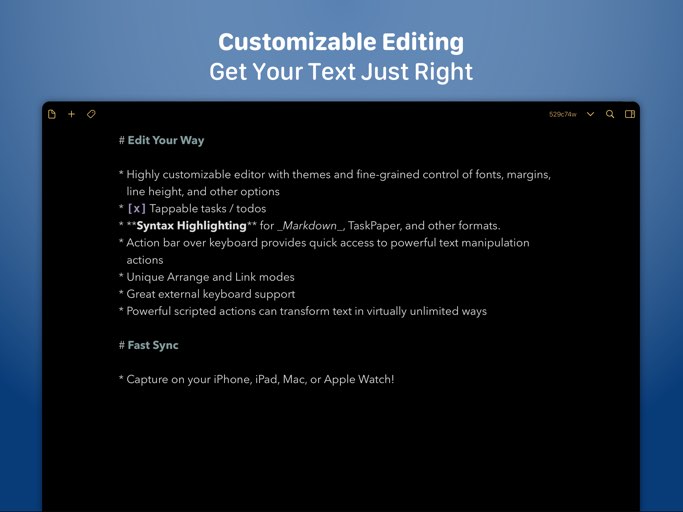 Customizable Editing
Get Your Text Just Right
529c74w
# Edit Your Way
* Highly customizable editor with themes and fine-grained control of fonts, margins,
line height, and other options
* [x] Tappable tasks / todos
* **Syntax Highlighting** for _Markdown_, TaskPaper, and other formats.
* Action bar over keyboard provides quick access to powerful text manipulation
actions
* Unique Arrange and Link modes
* Great external keyboard support
* Powerful scripted actions can transform text in virtually unlimited ways
# Fast Sync
* Capture on your iPhone, iPad, Mac, or Apple Watch!